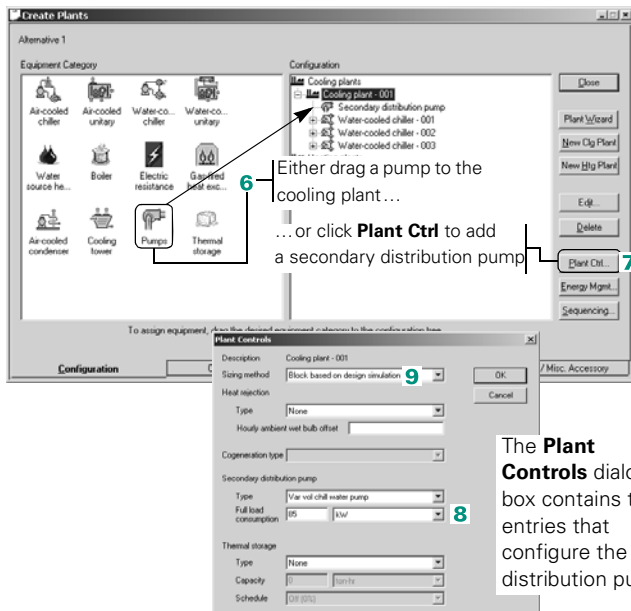 Create Plants
Alternative 1
Equipment Category
Configuration
Air-cooled chiller
Air-cooled unitary
Water-co... chiller
Water-co... unitary
Water source he...
Boiler
Electric resistance
Gas-fired heat exc...
Air-cooled condenser
Cooling tower
Pumps
Thermal storage
Cooling plants
Cooling plant - 001
Secondary distribution pump
Water-cooled chiller - 001
Water-cooled chiller - 002
Water-cooled chiller - 003
6
Either drag a pump to the
cooling plant…
…or click Plant Ctrl to add
a secondary distribution pump
Close
Plant Wizard
New Clg Plant
New Htg Plant
Edit...
Delete
Plant Ctrl...
7
Energy Mgmt...
Sequencing...
To assign equipment, drag the desired equipment category to the configuration tree
Configuration
/ Misc. Accessory
Plant Controls
Description Cooling plant - 001
Sizing method Block based on design simulation 9
OK
Cancel
Heat rejection
Type None
Hourly ambient wet bulb offset
Cogeneration type
Secondary distribution pump
Type Var vol chill water pump
Full load consumption 85 kW 8
Thermal storage
Type None
Capacity 0 ton-hr
Schedule Off (0%)
The Plant
Controls dialo
box contains t
entries that
configure the
distribution pu